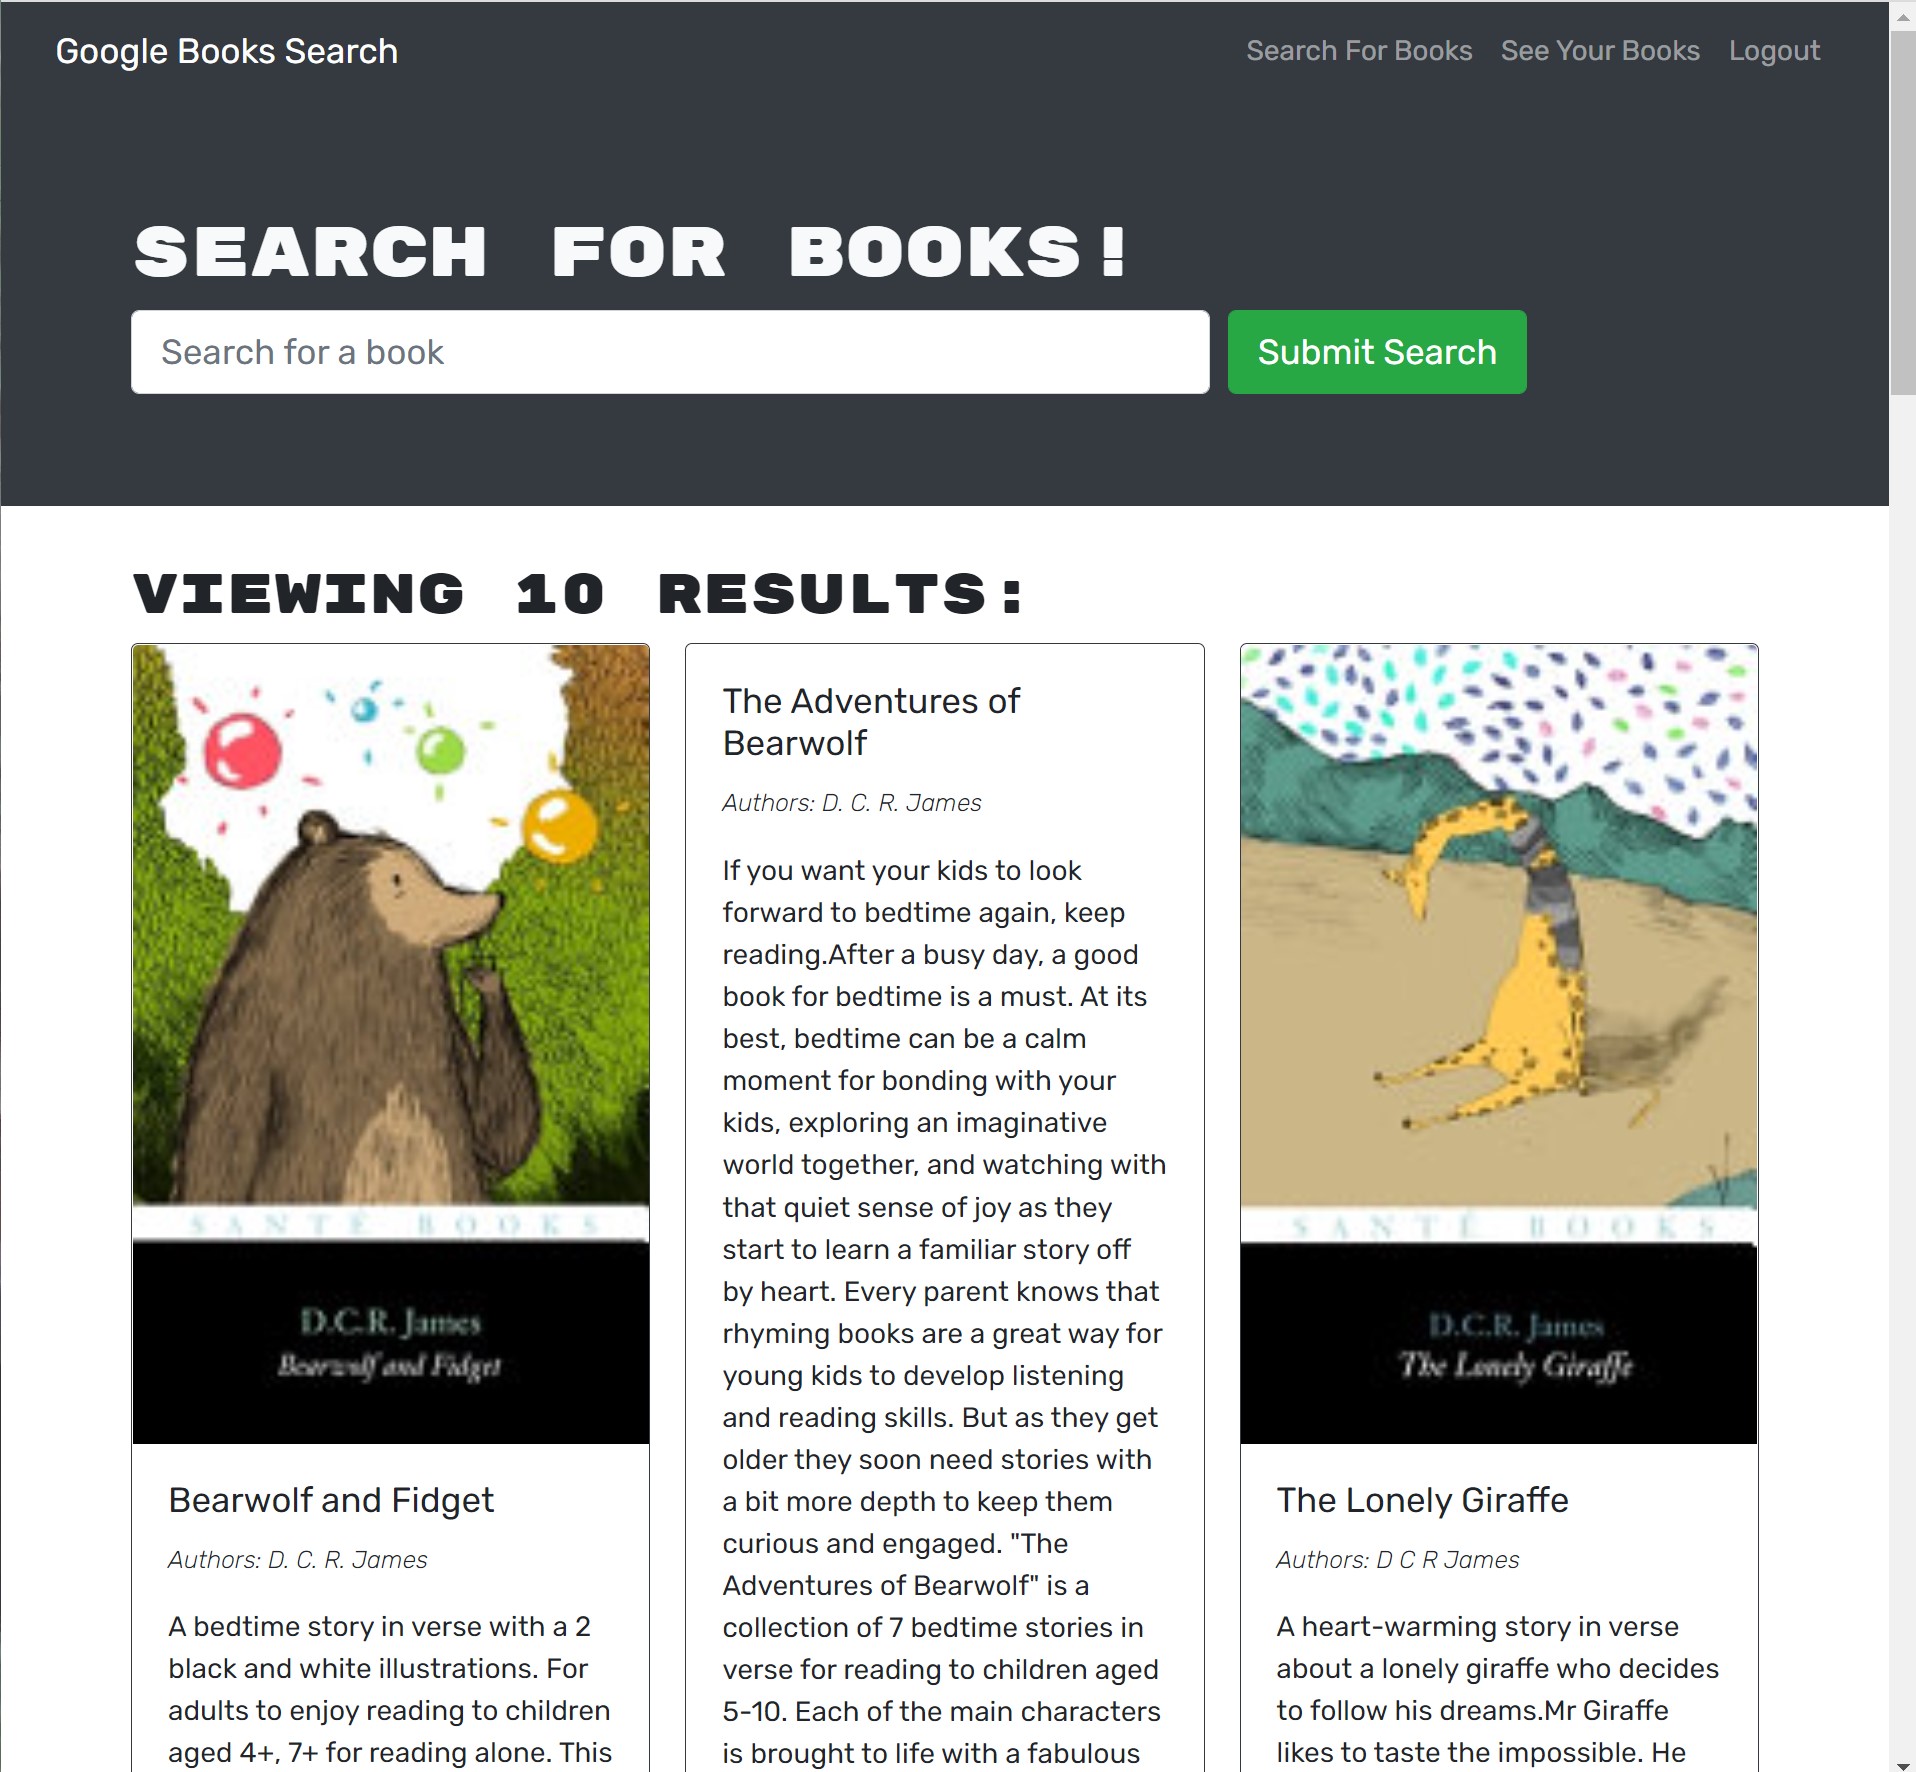 Google Books Search
Search For Books See Your Books Logout
SEARCH FOR BOOKS!
Search for a book
Submit Search
VIEWING 10 RESULTS:
SANTÉ BOOKS
D.C.R. James
Bearwolf and Fidget
Bearwolf and Fidget
Authors: D. C. R. James
A bedtime story in verse with a 2
black and white illustrations. For
adults to enjoy reading to children
aged 4+, 7+ for reading alone. This
The Adventures of
Bearwolf
Authors: D. C. R. James
If you want your kids to look
forward to bedtime again, keep
reading.After a busy day, a good
book for bedtime is a must. At its
best, bedtime can be a calm
moment for bonding with your
kids, exploring an imaginative
world together, and watching with
that quiet sense of joy as they
start to learn a familiar story off
by heart. Every parent knows that
rhyming books are a great way for
young kids to develop listening
and reading skills. But as they get
older they soon need stories with
a bit more depth to keep them
curious and engaged. "The
Adventures of Bearwolf" is a
collection of 7 bedtime stories in
verse for reading to children aged
5-10. Each of the main characters
is brought to life with a fabulous
SANTÉ BOOKS
D.C.R. James
The Lonely Giraffe
The Lonely Giraffe
Authors: D C R James
A heart-warming story in verse
about a lonely giraffe who decides
to follow his dreams.Mr Giraffe
likes to taste the impossible. He